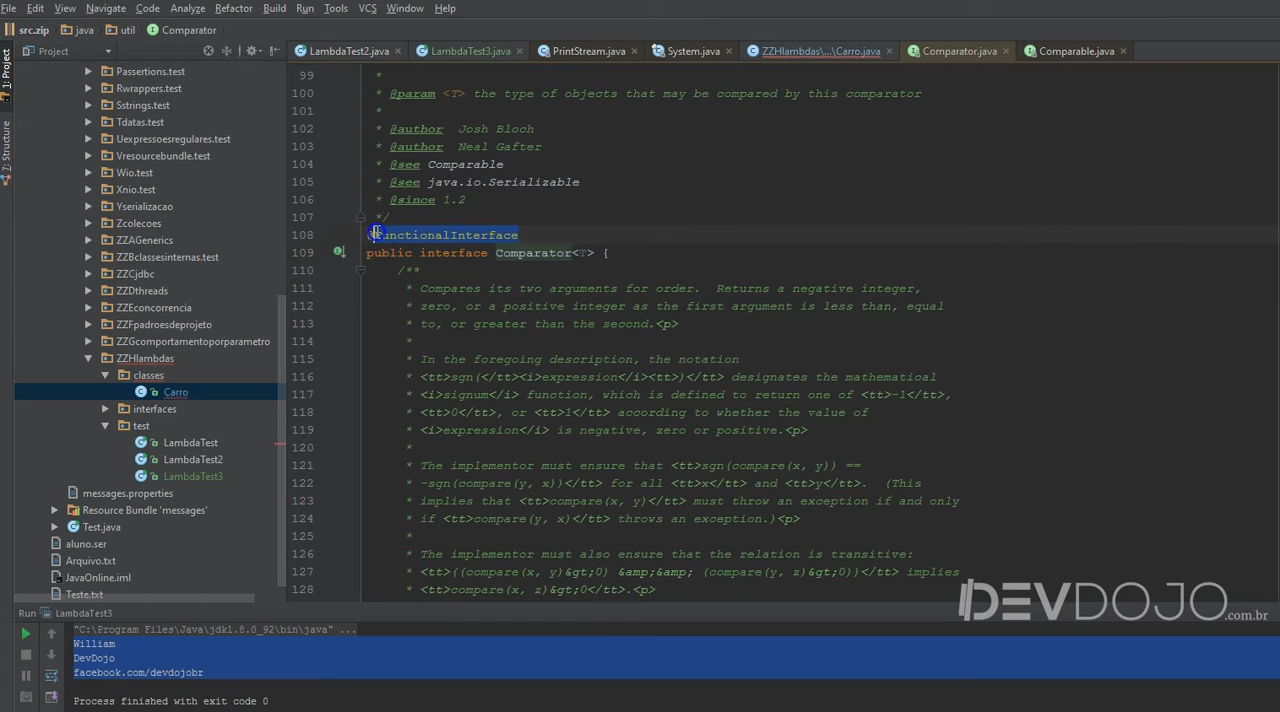 File Edit View Navigate Code Analyze Refactor Build Run Tools VCS Window Help
src.zip java util Comparator
Project
LambdaTest2.java LambdaTest3.java PrintStream.java System.java ZZHlambdas\...\Carro.java Comparator.java Comparable.java
1: Project
7: Structure
Passertions.test
Rwrappers.test
Sstrings.test
Tdatas.test
Uexpressoesregulares.test
Vresourcebundle.test
Wio.test
Xnio.test
Yserializacao
Zcolecoes
ZZAGenerics
ZZBclassesinternas.test
ZZCjdbc
ZZDthreads
ZZEconcorrencia
ZZFpadroesdeprojeto
ZZGcomportamentoporparametro
ZZHlambdas
classes
Carro
interfaces
test
LambdaTest
LambdaTest2
LambdaTest3
messages.properties
Resource Bundle 'messages'
Test.java
aluno.ser
Arquivo.txt
JavaOnline.iml
Teste.txt
99 *
100 * @param <T> the type of objects that may be compared by this comparator
101 *
102 * @author Josh Bloch
103 * @author Neal Gafter
104 * @see Comparable
105 * @see java.io.Serializable
106 * @since 1.2
107 */
108 @FunctionalInterface
109 public interface Comparator<T> {
110 /**
111 * Compares its two arguments for order. Returns a negative integer,
112 * zero, or a positive integer as the first argument is less than, equal
113 * to, or greater than the second.<p>
114 *
115 * In the foregoing description, the notation
116 * <tt>sgn(</tt><i>expression</i><tt>)</tt> designates the mathematical
117 * <i>signum</i> function, which is defined to return one of <tt>-1</tt>,
118 * <tt>0</tt>, or <tt>1</tt> according to whether the value of
119 * <i>expression</i> is negative, zero or positive.<p>
120 *
121 * The implementor must ensure that <tt>sgn(compare(x, y)) ==
122 * -sgn(compare(y, x))</tt> for all <tt>x</tt> and <tt>y</tt>. (This
123 * implies that <tt>compare(x, y)</tt> must throw an exception if and only
124 * if <tt>compare(y, x)</tt> throws an exception.)<p>
125 *
126 * The implementor must also ensure that the relation is transitive:
127 * <tt>((compare(x, y)&gt;0) &amp;&amp; (compare(y, z)&gt;0))</tt> implies
128 * <tt>compare(x, z)&gt;0</tt>.<p>
DEVDOJO.com.br
Run LambdaTest3
"C:\Program Files\Java\jdk1.8.0_92\bin\java" ...
William
DevDojo
facebook.com/devdojobr
Process finished with exit code 0